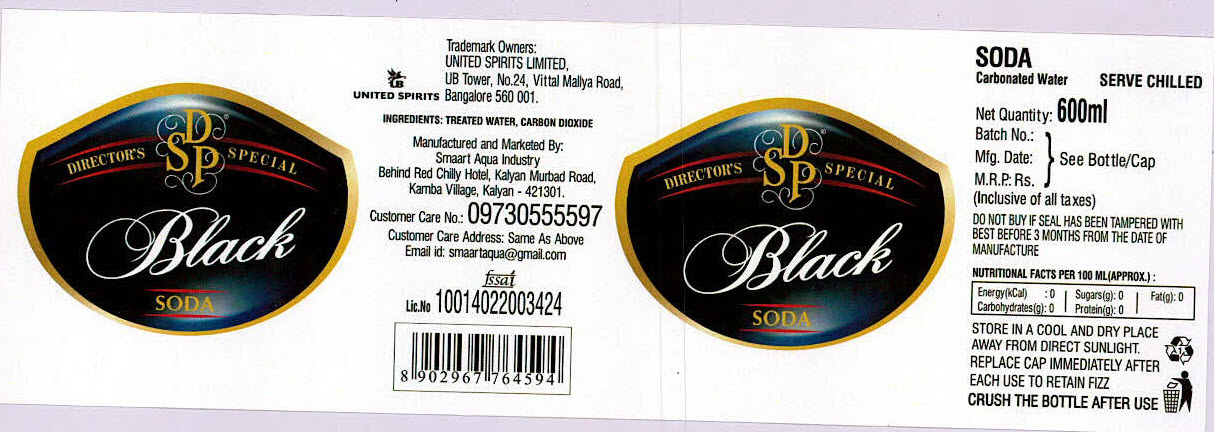 D®
SP
DIRECTOR'S SPECIAL
Black
SODA
Trademark Owners:
UNITED SPIRITS LIMITED,
UB Tower, No.24, Vittal Mallya Road,
Bangalore 560 001.
UB
UNITED SPIRITS
INGREDIENTS: TREATED WATER, CARBON DIOXIDE
Manufactured and Marketed By:
Smaart Aqua Industry
Behind Red Chilly Hotel, Kalyan Murbad Road,
Kamba Village, Kalyan - 421301.
Customer Care No.: 09730555597
Customer Care Address: Same As Above
Email id: smaartaqua@gmail.com
fssai
Lic.No 10014022003424
8 902967 764594
D®
SP
DIRECTOR'S SPECIAL
Black
SODA
SODA
Carbonated Water SERVE CHILLED
Net Quantity: 600ml
Batch No.:
Mfg. Date: See Bottle/Cap
M.R.P.: Rs.
(Inclusive of all taxes)
DO NOT BUY IF SEAL HAS BEEN TAMPERED WITH
BEST BEFORE 3 MONTHS FROM THE DATE OF
MANUFACTURE
NUTRITIONAL FACTS PER 100 ML(APPROX.) :
Energy(kCal) : 0 Sugars(g): 0 Fat(g): 0
Carbohydrates(g): 0 Protein(g): 0
STORE IN A COOL AND DRY PLACE
AWAY FROM DIRECT SUNLIGHT.
REPLACE CAP IMMEDIATELY AFTER
EACH USE TO RETAIN FIZZ
CRUSH THE BOTTLE AFTER USE
1